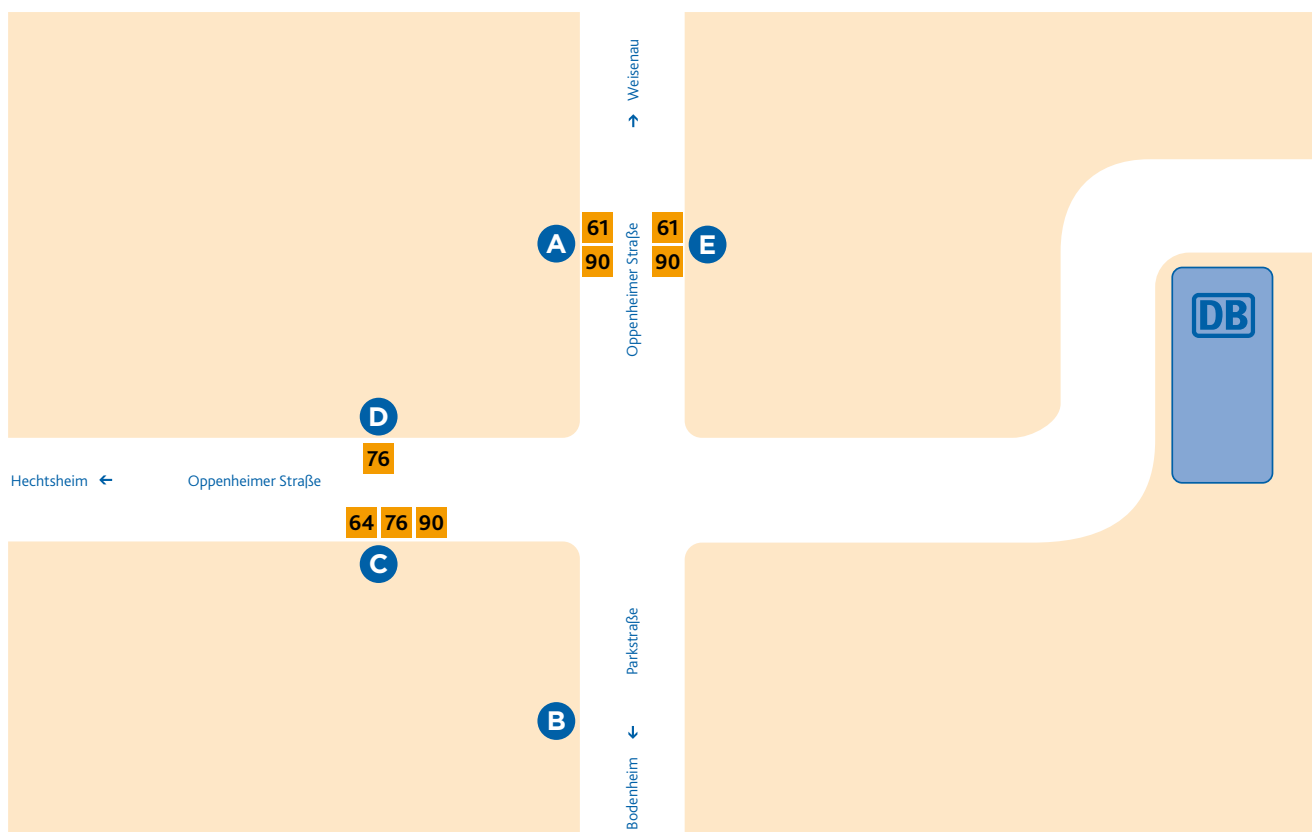 → Weisenau
A
61
90
Oppenheimer Straße
61
90
E
DB
D
76
Hechtsheim ←
Oppenheimer Straße
64 76 90
C
Parkstraße
B
Bodenheim ←